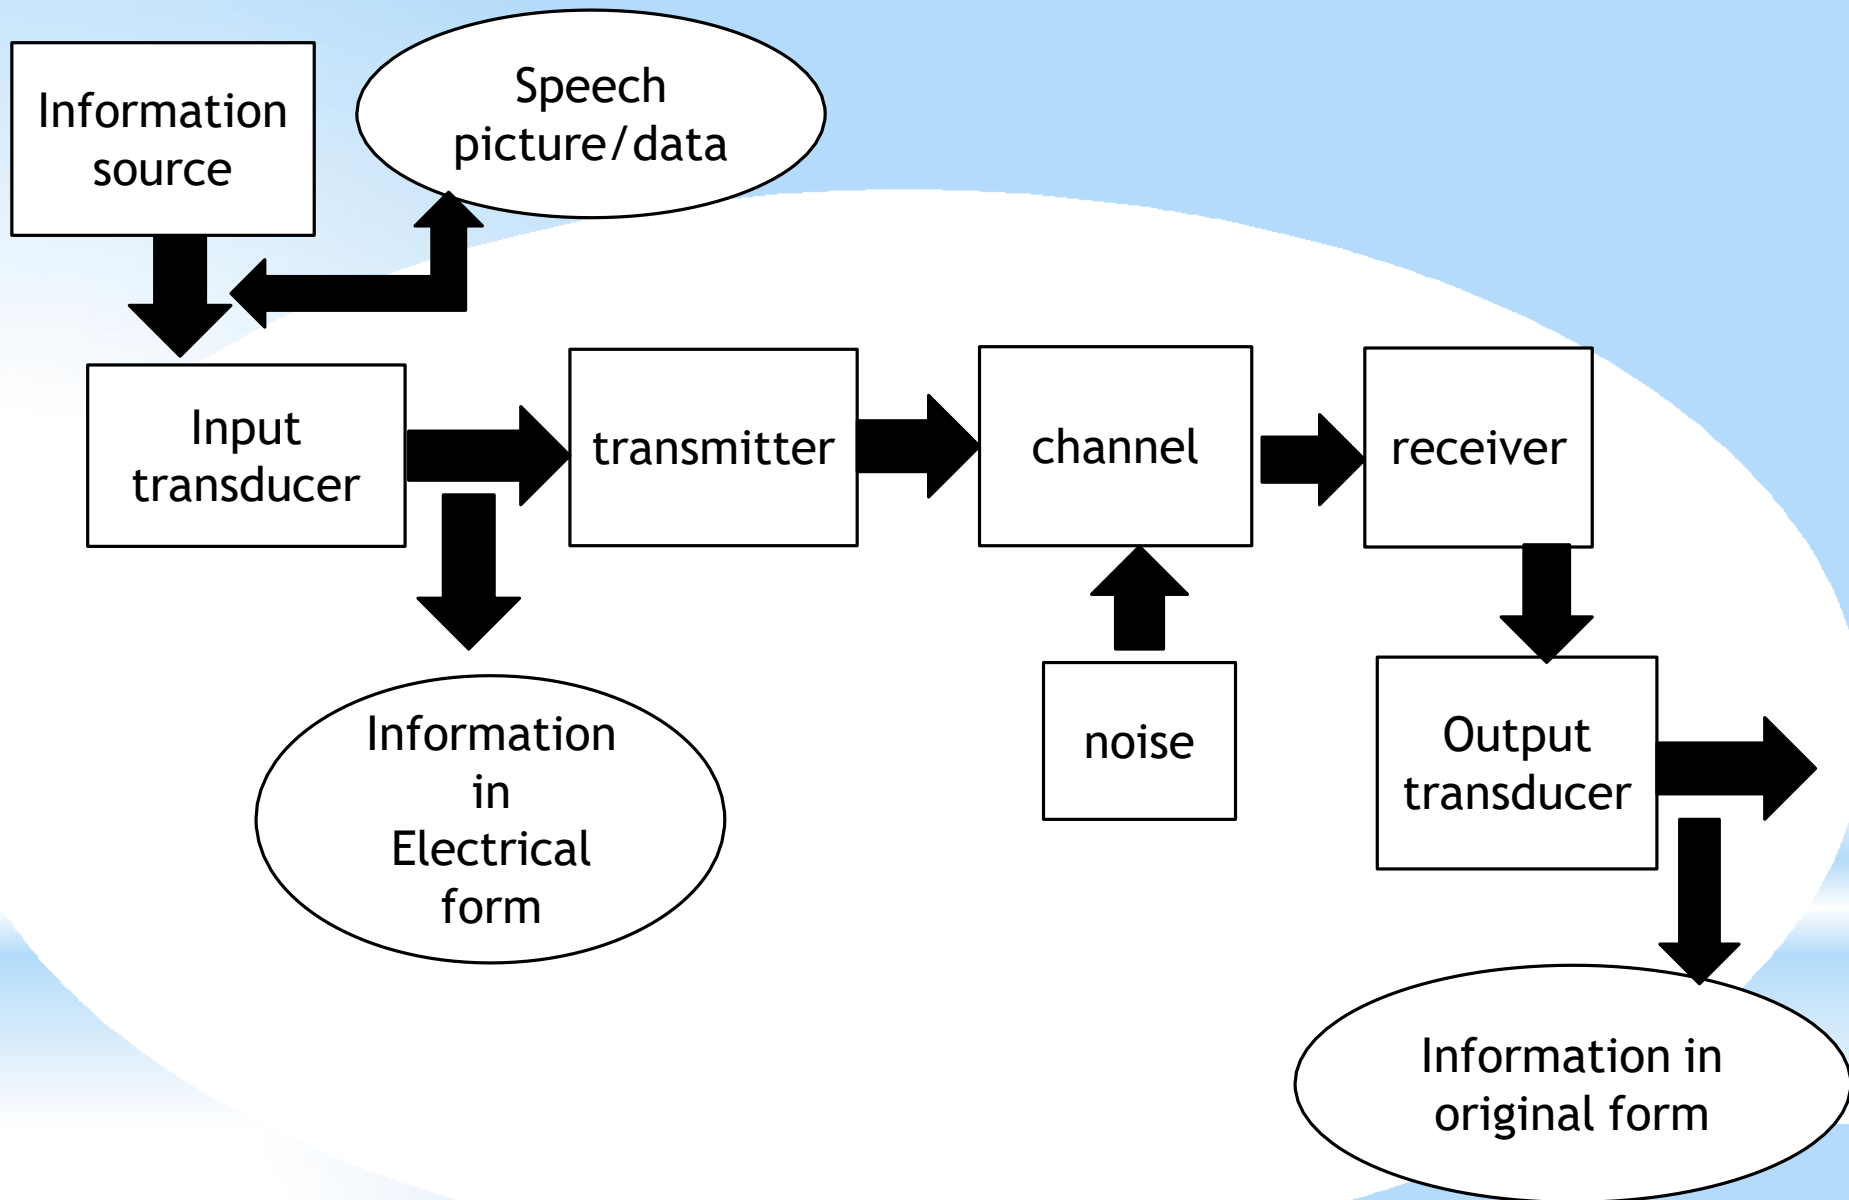 Information
source
Speech
picture/data
Input
transducer
transmitter
channel
receiver
Information
in
Electrical
form
noise
Output
transducer
Information in
original form